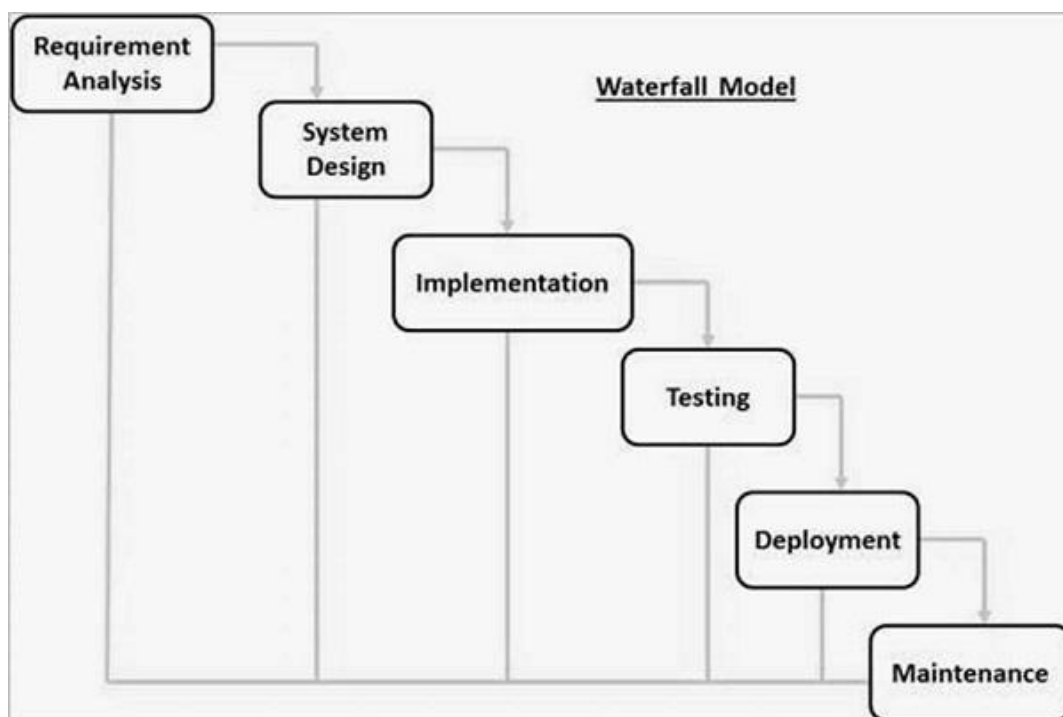 Requirement
Analysis
Waterfall Model
System
Design
Implementation
Testing
Deployment
Maintenance